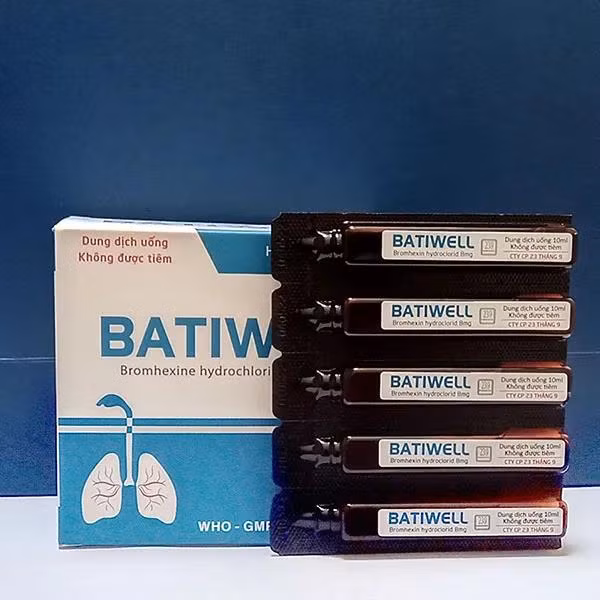 Dung dịch uống
Không được tiêm
BATIW
Bromhexine hydrochlorid
WHO - GMP
BATIWELL
Bromhexin hydroclorid 8mg
Dung dịch uống 10ml
Không được tiêm
CTY CP 23 THÁNG 9
BATIWELL
Bromhexin hydroclorid 8mg
Dung dịch uống 10ml
Không được tiêm
CTY CP 23 THÁNG 9
BATIWELL
Bromhexin hydroclorid 8mg
Dung dịch uống 10ml
Không được tiêm
CTY CP 23 THÁNG 9
BATIWELL
Bromhexin hydroclorid 8mg
Dung dịch uống 10ml
Không được tiêm
CTY CP 23 THÁNG 9
BATIWELL
Bromhexin hydroclorid 8mg
Dung dịch uống 10ml
Không được tiêm
CTY CP 23 THÁNG 9